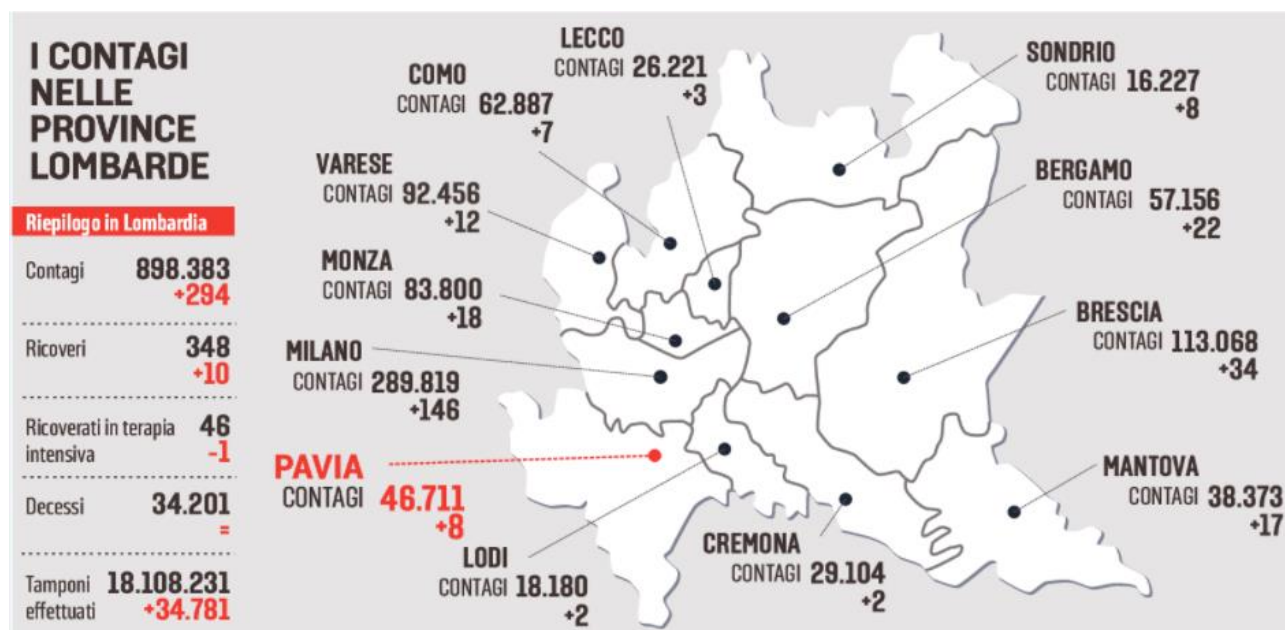 I CONTAGI
NELLE
PROVINCE
LOMBARDE
Riepilogo in Lombardia
Contagi 898.383
+294
Ricoveri 348
+10
Ricoverati in terapia
intensiva 46
-1
Decessi 34.201
=
Tamponi
effettuati 18.108.231
+34.781
LECCO
CONTAGI 26.221
+3
COMO
CONTAGI 62.887
+7
VARESE
CONTAGI 92.456
+12
MONZA
CONTAGI 83.800
+18
MILANO
CONTAGI 289.819
+146
PAVIA
CONTAGI 46.711
+8
LODI
CONTAGI 18.180
+2
CREMONA
CONTAGI 29.104
+2
SONDRIO
CONTAGI 16.227
+8
BERGAMO
CONTAGI 57.156
+22
BRESCIA
CONTAGI 113.068
+34
MANTOVA
CONTAGI 38.373
+17